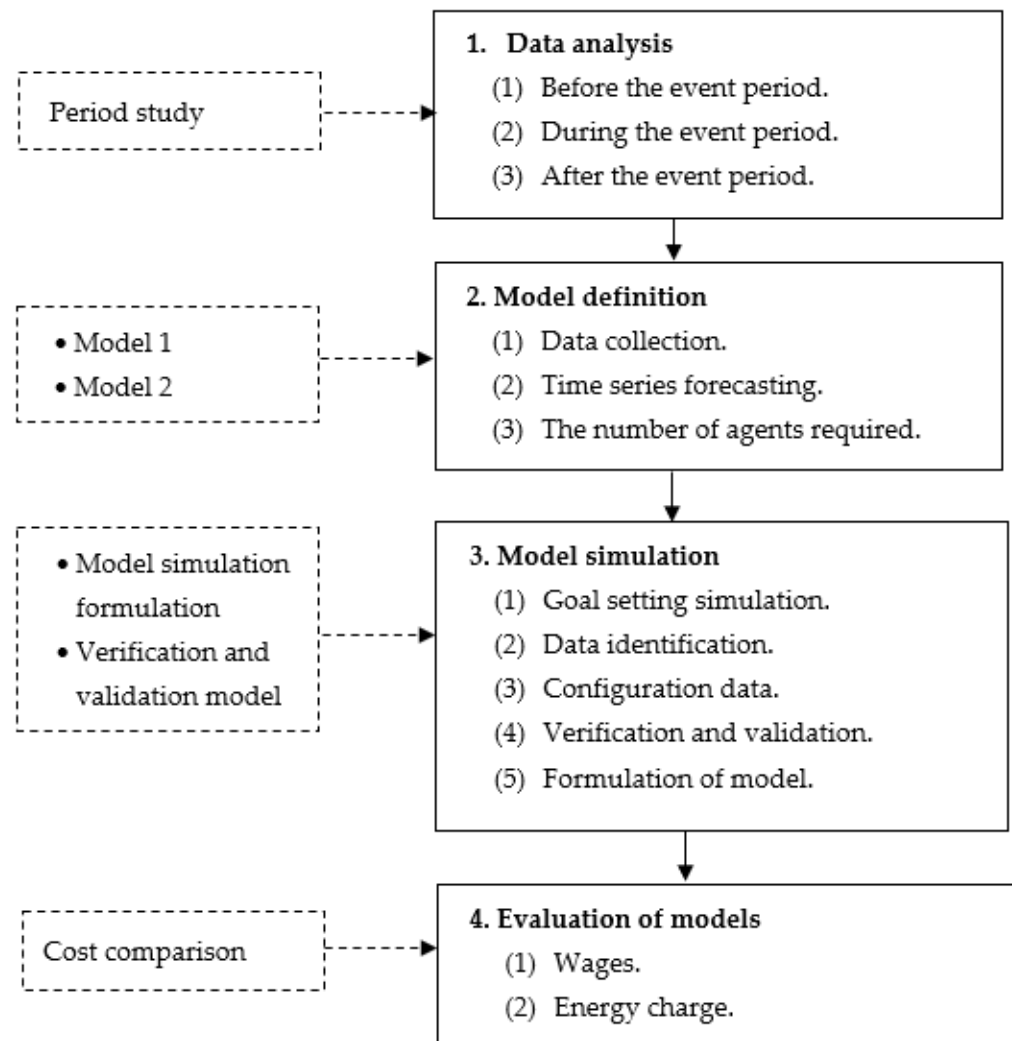 Period study
1. Data analysis
(1) Before the event period.
(2) During the event period.
(3) After the event period.
• Model 1
• Model 2
2. Model definition
(1) Data collection.
(2) Time series forecasting.
(3) The number of agents required.
• Model simulation
formulation
• Verification and
validation model
3. Model simulation
(1) Goal setting simulation.
(2) Data identification.
(3) Configuration data.
(4) Verification and validation.
(5) Formulation of model.
Cost comparison
4. Evaluation of models
(1) Wages.
(2) Energy charge.